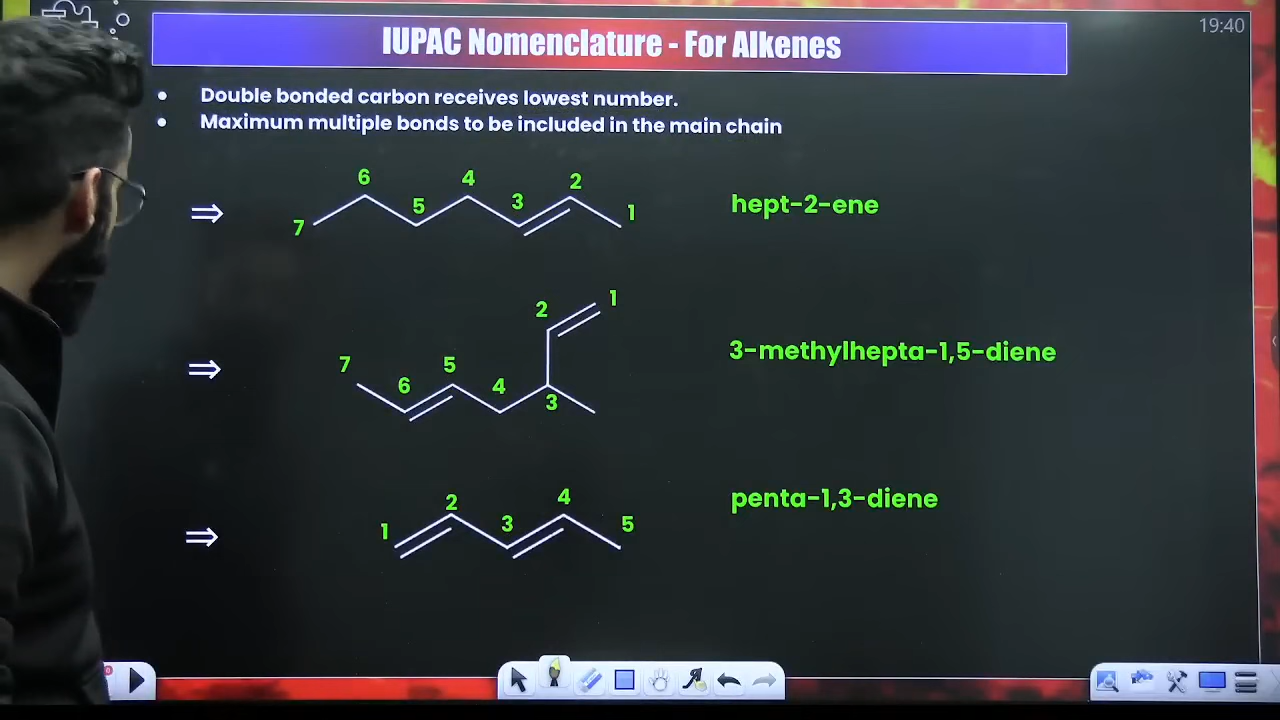 19:40
IUPAC Nomenclature - For Alkenes
• Double bonded carbon receives lowest number.
• Maximum multiple bonds to be included in the main chain
⇒ 7 6 5 4 3 2 1 hept-2-ene
⇒ 7 6 5 4 3 2 1 3-methylhepta-1,5-diene
⇒ 1 2 3 4 5 penta-1,3-diene